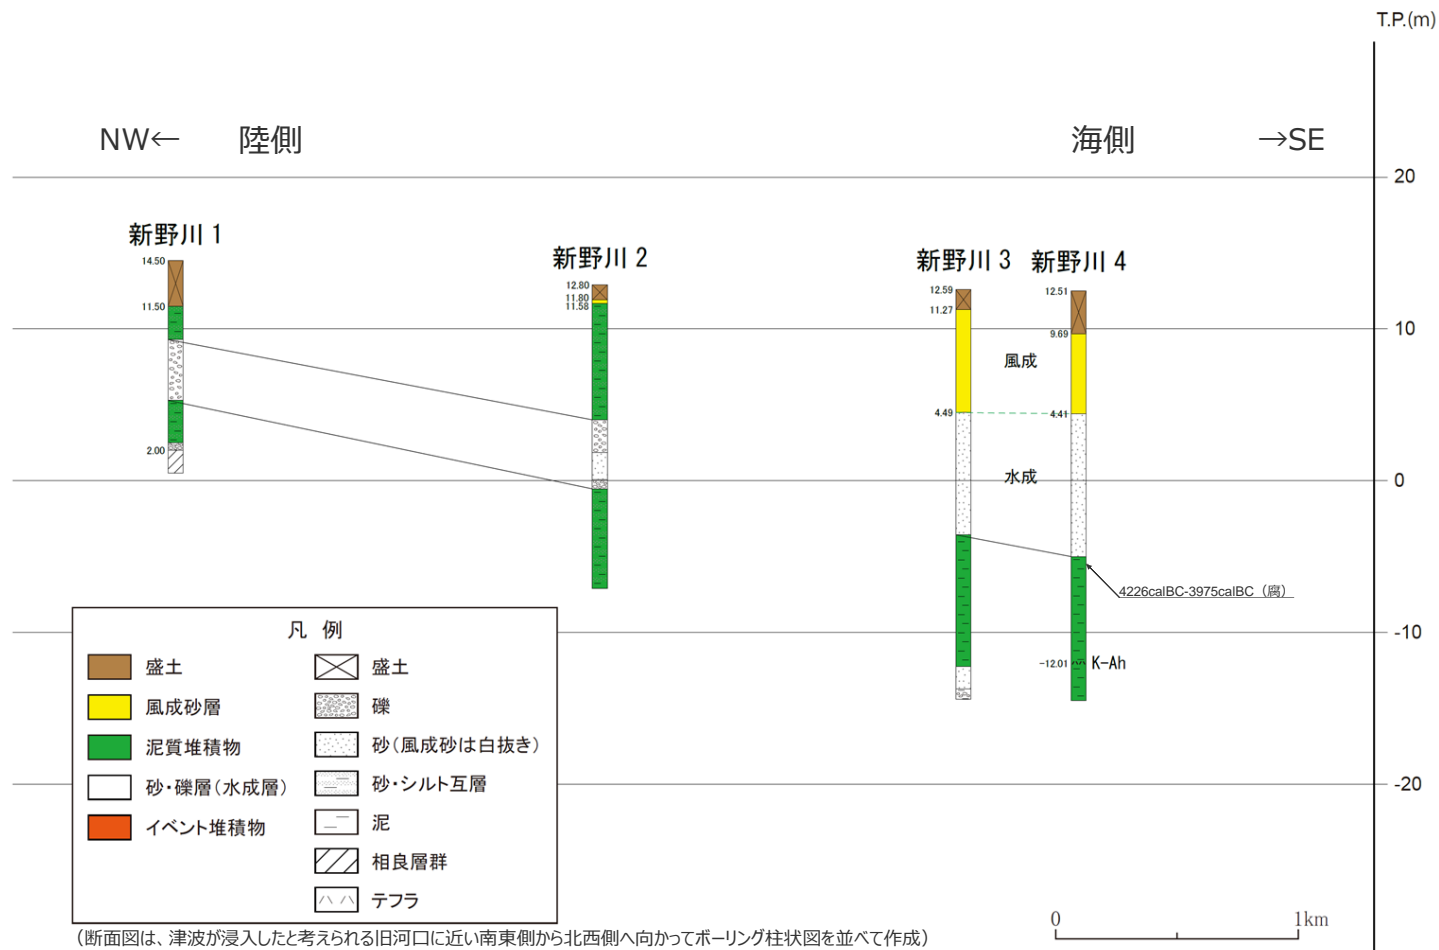 T.P.(m)
NW← 陸側 海側 →SE
20
新野川 1
14.50
11.50
2.00
新野川 2
12.80
11.80
11.58
新野川 3
12.59
11.27
4.49
新野川 4
12.51
9.69
4.41
-12.01
K-Ah
風成
水成
10
0
4226calBC-3975calBC（腐）
-10
-20
凡 例
盛土
風成砂層
泥質堆積物
砂・礫層(水成層)
イベント堆積物
盛土
礫
砂(風成砂は白抜き)
砂・シルト互層
泥
相良層群
テフラ
0 1km
（断面図は、津波が浸入したと考えられる旧河口に近い南東側から北西側へ向かってボーリング柱状図を並べて作成）